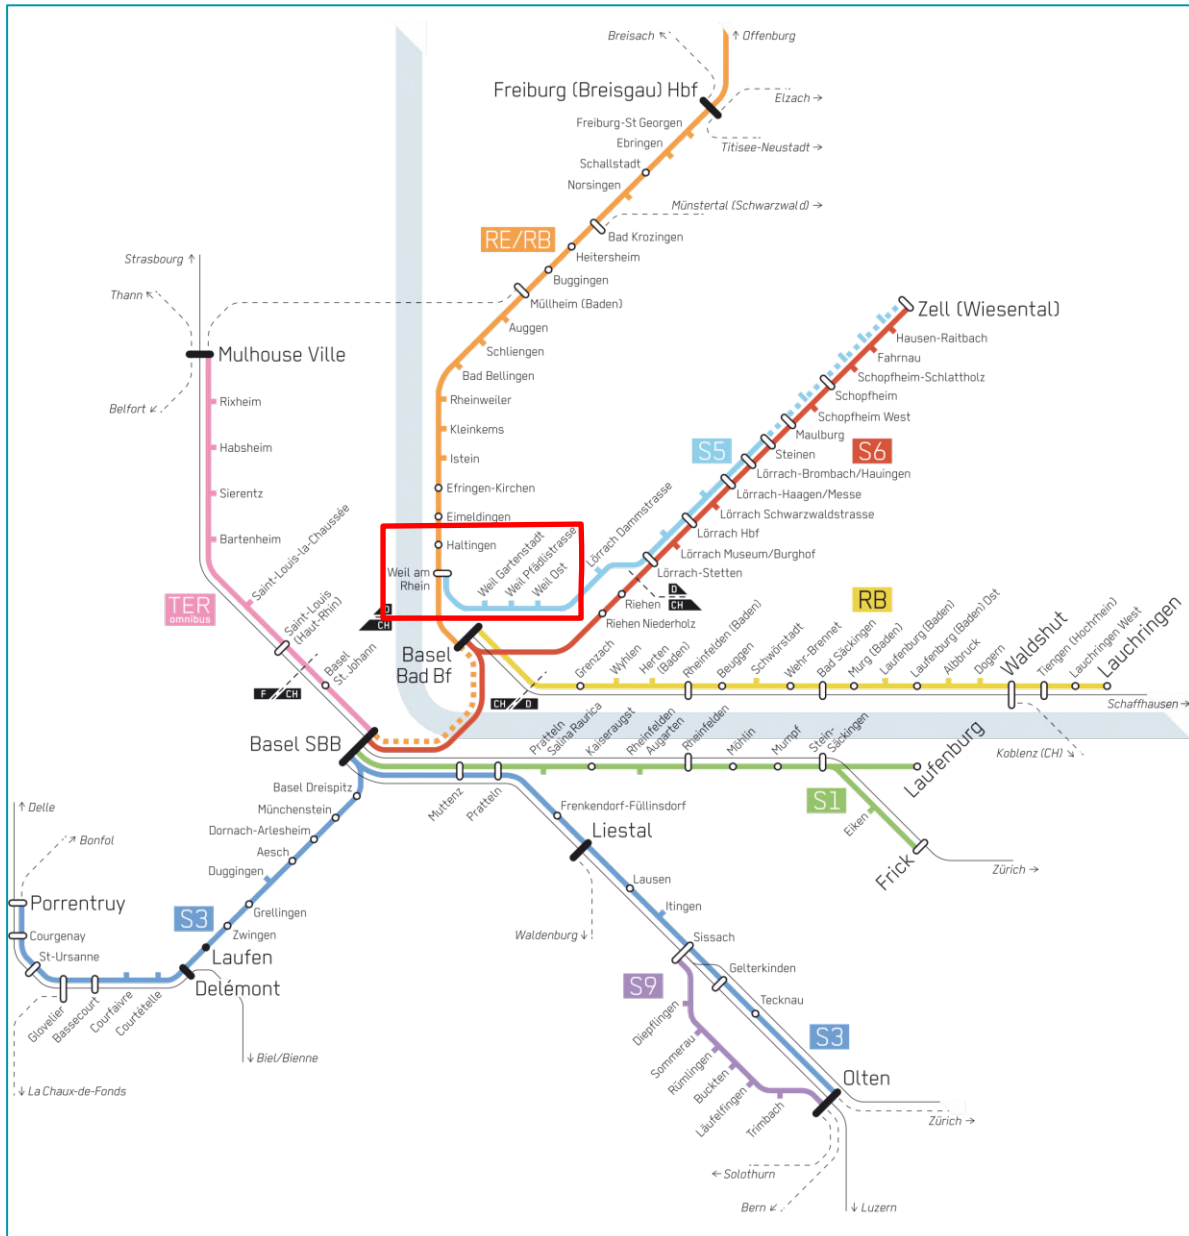 Breisach
Offenburg
Freiburg (Breisgau) Hbf
Elzach
Freiburg-St Georgen
Ebringen
Titisee-Neustadt
Schallstadt
Norsingen
Münstertal (Schwarzwald)
Bad Krozingen
RE/RB
Heitersheim
Buggingen
Müllheim (Baden)
Auggen
Schliengen
Bad Bellingen
Rheinweiler
Kleinkems
Istein
Efringen-Kirchen
Eimeldingen
Haltingen
Weil am
Rhein
Strasbourg
Thann
Mulhouse Ville
Belfort
Rixheim
Habsheim
Sierentz
Bartenheim
Saint-Louis-la-Chaussée
TER
omnibus
Saint-Louis
(Haut-Rhin)
Basel
St. Johann
F CH
D
CH
Zell (Wiesental)
Hausen-Raitbach
Fahrnau
Schopfheim-Schlattholz
Schopfheim
Schopfheim West
Maulburg
Steinen
S5
S6
Lörrach-Brombach/Hauingen
Lörrach-Haagen/Messe
Lörrach Schwarzwaldstrasse
Lörrach Hbf
Lörrach Museum/Burghof
Lörrach-Stetten
Lörrach Dammstrasse
Weil Gartenstadt
Weil Pfädlistrasse
Weil Ost
D
CH
Riehen
Riehen Niederholz
Basel
Bad Bf
RB
CH D
Grenzach
Wyhlen
Herten
(Baden)
Rheinfelden (Baden)
Beuggen
Schwörstadt
Wehr-Brennet
Bad Säckingen
Murg (Baden)
Laufenburg (Baden)
Laufenburg (Baden) Ost
Albbruck
Dogern
Waldshut
Tiengen (Hochrhein)
Lauchringen West
Lauchringen
Schaffhausen
Koblenz (CH)
Basel SBB
Muttenz
Pratteln
Pratteln
Salina Raurica
Kaiseraugst
Rheinfelden
Augarten
Rheinfelden
Möhlin
Mumpf
Stein-
Säckingen
Laufenburg
S1
Eiken
Frick
Zürich
Basel Dreispitz
Münchenstein
Dornach-Arlesheim
Aesch
Duggingen
Grellingen
Zwingen
S3
Laufen
Delémont
Delle
Bonfol
Porrentruy
Courgenay
St-Ursanne
Glovelier
Bassecourt
Courfaivre
Courtételle
Biel/Bienne
La Chaux-de-Fonds
Frenkendorf-Füllinsdorf
Liestal
Lausen
Itingen
Waldenburg
Sissach
Gelterkinden
Tecknau
S9
Diepflingen
Sommerau
Rümlingen
Buckten
Läufelfingen
Trimbach
S3
Olten
Zürich
Solothurn
Bern
Luzern